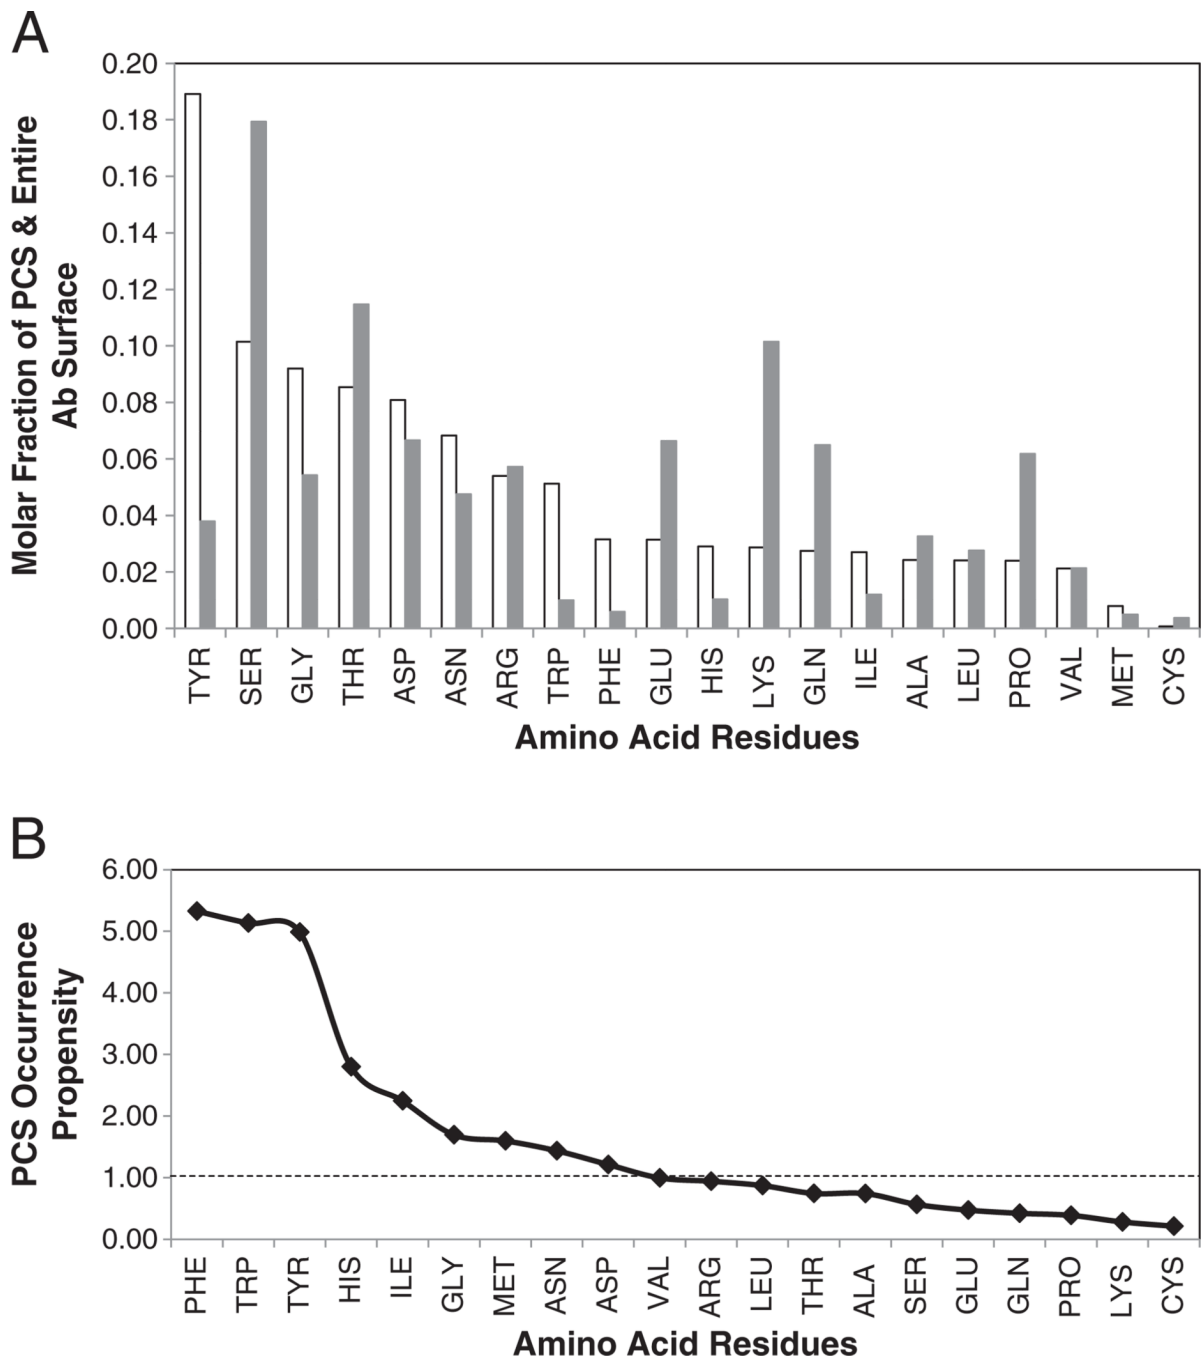 A
Molar Fraction of PCS & Entire
Ab Surface
0.20
0.18
0.16
0.14
0.12
0.10
0.08
0.06
0.04
0.02
0.00
TYR SER GLY THR ASP ASN ARG TRP PHE GLU HIS LYS GLN ILE ALA LEU PRO VAL MET CYS
Amino Acid Residues
B
PCS Occurrence
Propensity
6.00
5.00
4.00
3.00
2.00
1.00
0.00
PHE TRP TYR HIS ILE GLY MET ASN ASP VAL ARG LEU THR ALA SER GLU GLN PRO LYS CYS
Amino Acid Residues